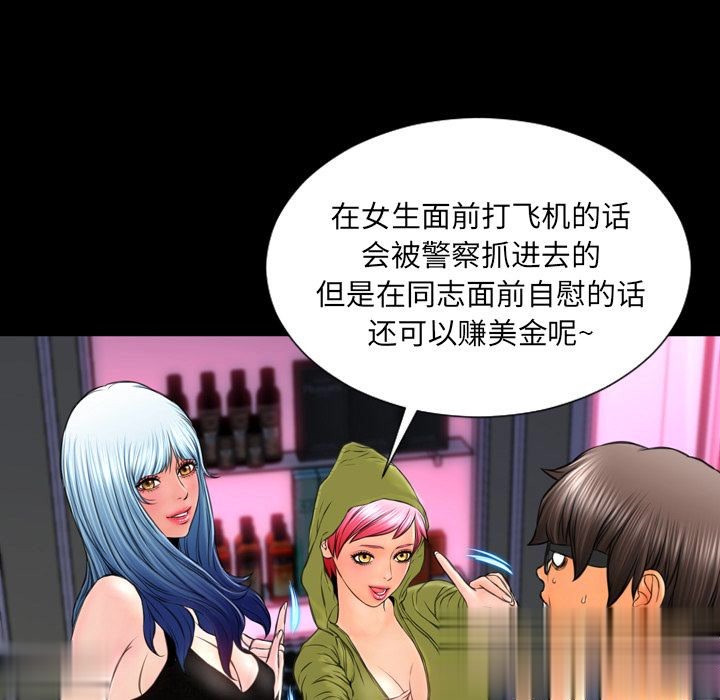 在女生面前打飞机的话
会被警察抓进去的
但是在同志面前自慰的话
还可以赚美金呢~